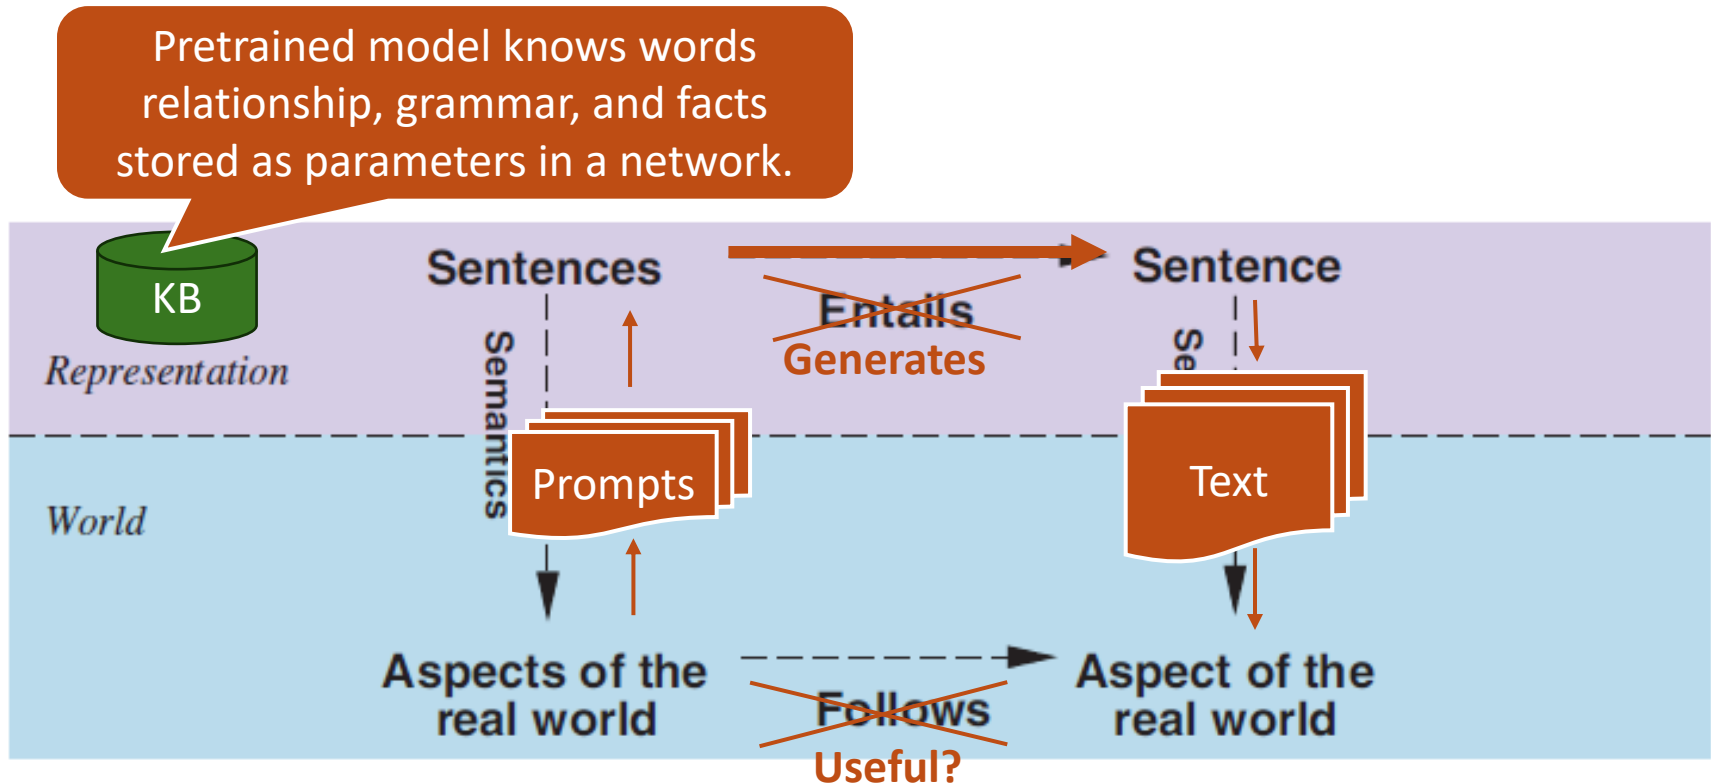 Pretrained model knows words
relationship, grammar, and facts
stored as parameters in a network.
KB
Sentences
Sentence
Entails
Generates
Representation
Semantics
Se
Prompts
Text
World
Aspects of the
real world
Aspect of the
real world
Follows
Useful?